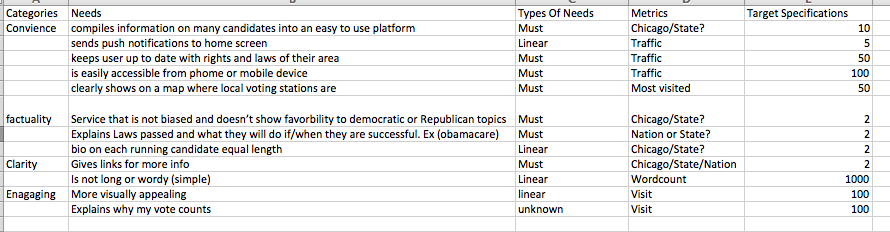 Categories Needs Types Of Needs Metrics Target Specifications
Convience compiles information on many candidates into an easy to use platform Must Chicago/State? 10
sends push notifications to home screen Linear Traffic 5
keeps user up to date with rights and laws of their area Must Traffic 50
is easily accessible from phome or mobile device Must Traffic 100
clearly shows on a map where local voting stations are Must Most visited 50
factuality Service that is not biased and doesn't show favorbility to democratic or Republican topics Must Chicago/State? 2
Explains Laws passed and what they will do if/when they are successful. Ex (obamacare) Must Nation or State? 2
bio on each running candidate equal length Linear Chicago/State? 2
Clarity Gives links for more info Must Chicago/State/Nation 2
Is not long or wordy (simple) Linear Wordcount 1000
Enagaging More visually appealing linear Visit 100
Explains why my vote counts unknown Visit 100